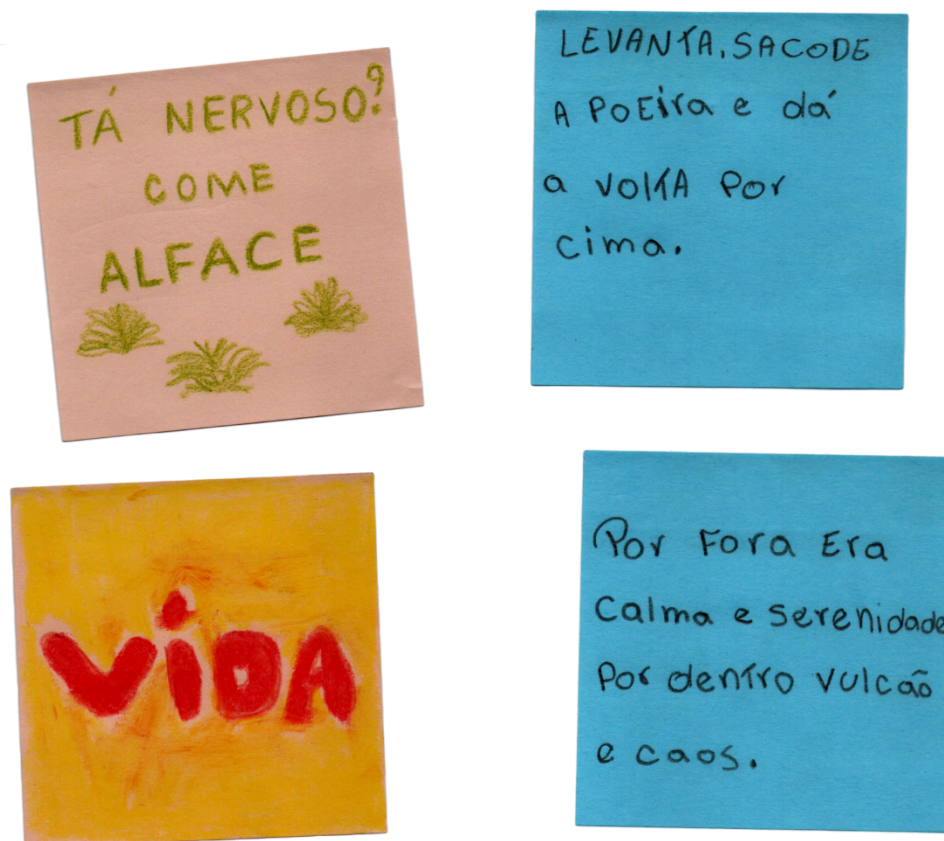 TÁ NERVOSO?
COME
ALFACE
LEVANTA, SACODE
A POEira e dá
a VOlTA Por
cima.
VIDA
Por Fora Era
Calma e serenidade
Por dentro vulcão
e caos.